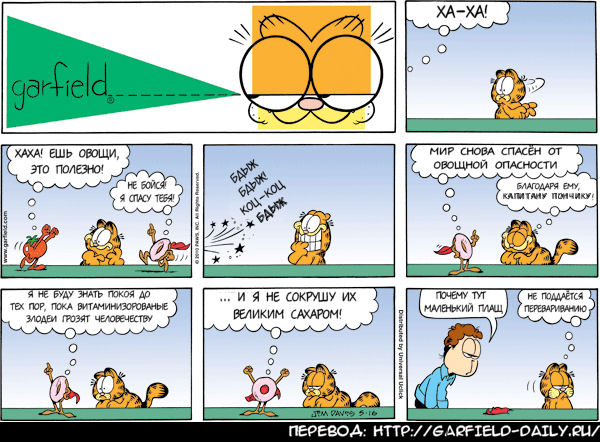 garfield®
ХА-ХА!
ХАХА! ЕШЬ ОВОЩИ,
ЭТО ПОЛЕЗНО!
НЕ БОЙСЯ!
Я СПАСУ ТЕБЯ!
www.garfield.com
© 2010 PAWS, INC. All Rights Reserved.
БДЫЖ
БДЫЖ!
КОЦ-КОЦ
БДЫЖ
МИР СНОВА СПАСЁН ОТ
ОВОЩНОЙ ОПАСНОСТИ
БЛАГОДАРЯ ЕМУ,
КАПИТАНУ ПОНЧИКУ!
Я НЕ БУДУ ЗНАТЬ ПОКОЯ ДО
ТЕХ ПОР, ПОКА ВИТАМИНИЗОРОВАНЫЕ
ЗЛОДЕИ ГРОЗЯТ ЧЕЛОВЕЧЕСТВУ
... И Я НЕ СОКРУШУ ИХ
ВЕЛИКИМ САХАРОМ!
JIM DAVIS 5-16
Distributed by Universal Uclick
ПОЧЕМУ ТУТ
МАЛЕНЬКИЙ ПЛАЩ
НЕ ПОДДАЁТСЯ
ПЕРЕВАРИВАНИЮ
ПЕРЕВОД: HTTP://GARFIELD-DAILY.RU/